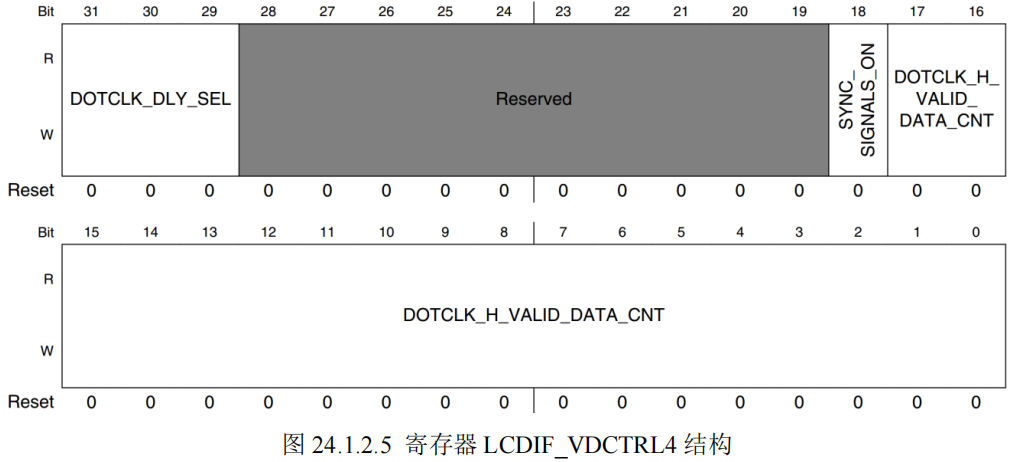 Bit 31 30 29 28 27 26 25 24 23 22 21 20 19 18 17 16
R
W
DOTCLK_DLY_SEL
Reserved
SYNC_
SIGNALS_ON
DOTCLK_H_
VALID_
DATA_CNT
Reset 0 0 0 0 0 0 0 0 0 0 0 0 0 0 0 0
Bit 15 14 13 12 11 10 9 8 7 6 5 4 3 2 1 0
R
DOTCLK_H_VALID_DATA_CNT
W
Reset 0 0 0 0 0 0 0 0 0 0 0 0 0 0 0 0
图 24.1.2.5 寄存器 LCDIF_VDCTRL4 结构